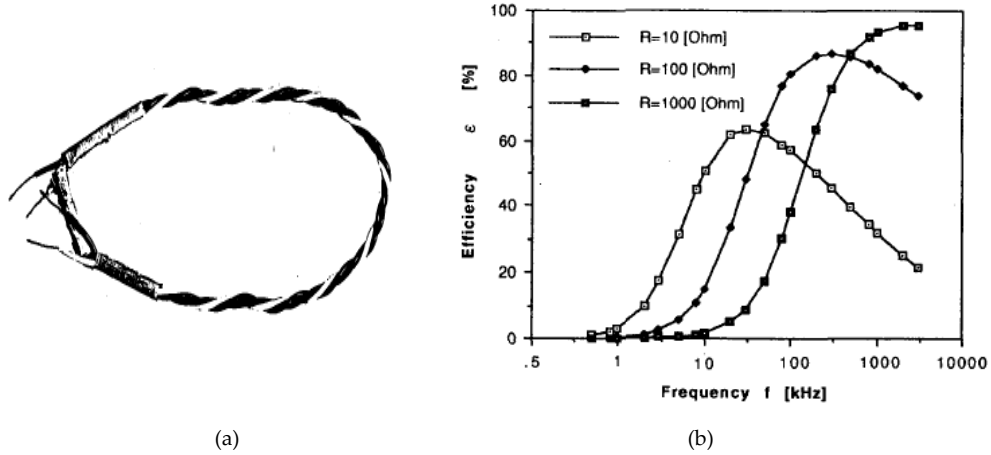 100
80
60
40
20
0
Efficiency ε [%]
R=10 [Ohm]
R=100 [Ohm]
R=1000 [Ohm]
.5 1 10 100 1000 10000
Frequency f [kHz]
(a) (b)